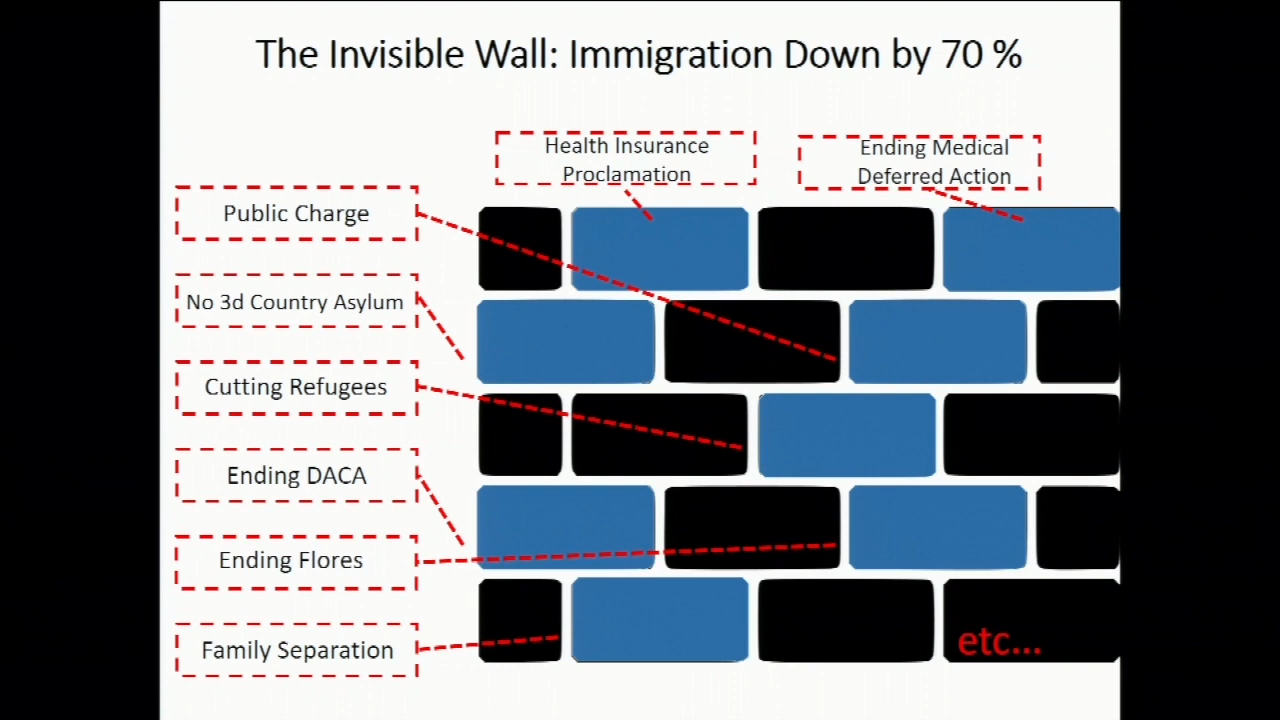 The Invisible Wall: Immigration Down by 70 %
Health Insurance
Proclamation
Ending Medical
Deferred Action
Public Charge
No 3d Country Asylum
Cutting Refugees
Ending DACA
Ending Flores
Family Separation
etc...